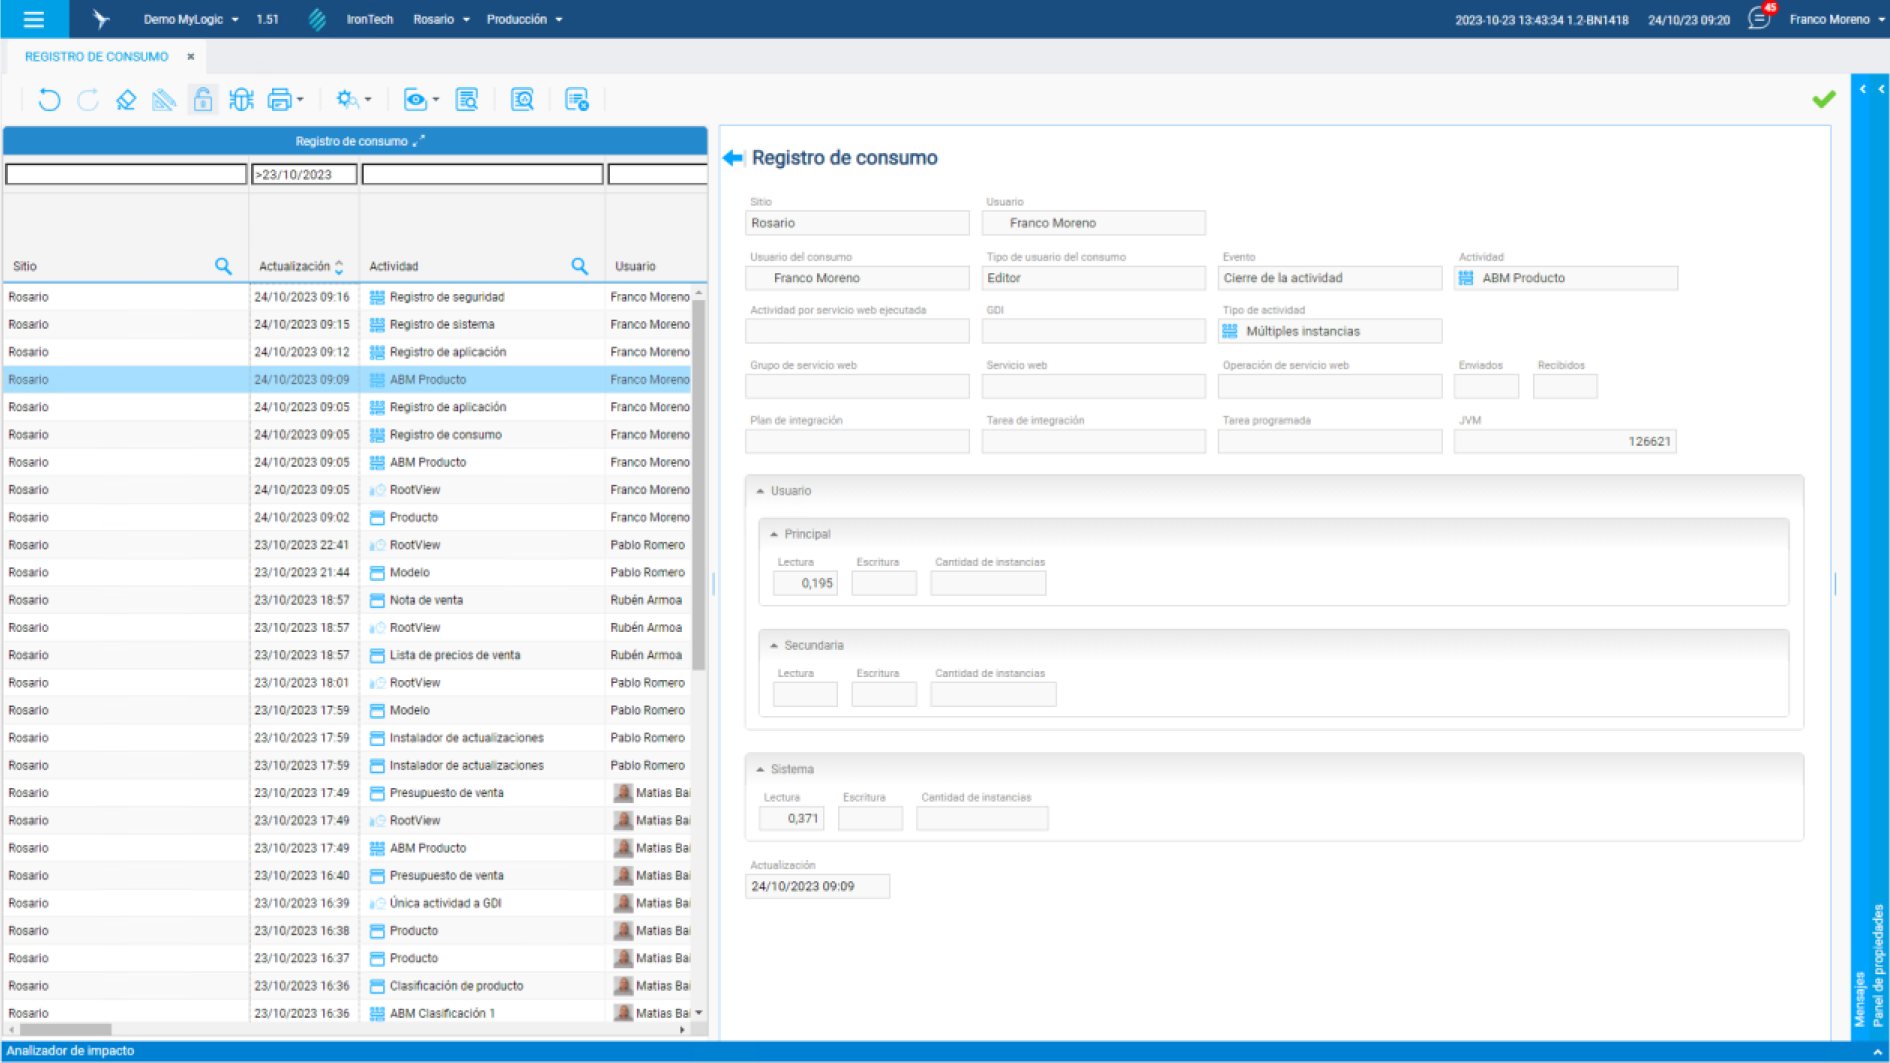 Demo MyLogic 1.51 IronTech Rosario Producción 2023-10-23 13:43:34 1.2-BN1418 24/10/23 09:20 45 Franco Moreno
REGISTRO DE CONSUMO ×
Registro de consumo
>23/10/2023
Sitio Actualización Actividad Usuario
Rosario 24/10/2023 09:16 Registro de seguridad Franco Moreno
Rosario 24/10/2023 09:15 Registro de sistema Franco Moreno
Rosario 24/10/2023 09:12 Registro de aplicación Franco Moreno
Rosario 24/10/2023 09:09 ABM Producto Franco Moreno
Rosario 24/10/2023 09:05 Registro de aplicación Franco Moreno
Rosario 24/10/2023 09:05 Registro de consumo Franco Moreno
Rosario 24/10/2023 09:05 ABM Producto Franco Moreno
Rosario 24/10/2023 09:05 RootView Franco Moreno
Rosario 24/10/2023 09:02 Producto Franco Moreno
Rosario 23/10/2023 22:41 RootView Pablo Romero
Rosario 23/10/2023 21:44 Modelo Pablo Romero
Rosario 23/10/2023 18:57 Nota de venta Rubén Armoa
Rosario 23/10/2023 18:57 RootView Rubén Armoa
Rosario 23/10/2023 18:57 Lista de precios de venta Rubén Armoa
Rosario 23/10/2023 18:01 RootView Pablo Romero
Rosario 23/10/2023 17:59 Modelo Pablo Romero
Rosario 23/10/2023 17:59 Instalador de actualizaciones Pablo Romero
Rosario 23/10/2023 17:59 Instalador de actualizaciones Pablo Romero
Rosario 23/10/2023 17:49 Presupuesto de venta Matias Bai
Rosario 23/10/2023 17:49 RootView Matias Bai
Rosario 23/10/2023 17:49 ABM Producto Matias Bai
Rosario 23/10/2023 16:40 Presupuesto de venta Matias Bai
Rosario 23/10/2023 16:39 Única actividad a GDI Matias Bai
Rosario 23/10/2023 16:38 Producto Matias Bai
Rosario 23/10/2023 16:37 Producto Matias Bai
Rosario 23/10/2023 16:36 Clasificación de producto Matias Bai
Rosario 23/10/2023 16:36 ABM Clasificación 1 Matias Bai
Registro de consumo
Sitio Usuario
Rosario Franco Moreno
Usuario del consumo Tipo de usuario del consumo Evento Actividad
Franco Moreno Editor Cierre de la actividad ABM Producto
Actividad por servicio web ejecutada GDI Tipo de actividad
Múltiples instancias
Grupo de servicio web Servicio web Operación de servicio web Enviados Recibidos
Plan de integración Tarea de integración Tarea programada JVM
126621
Usuario
Principal
Lectura Escritura Cantidad de instancias
0,195
Secundaria
Lectura Escritura Cantidad de instancias
Sistema
Lectura Escritura Cantidad de instancias
0,371
Actualización
24/10/2023 09:09
Mensajes
Panel de propiedades
Analizador de impacto